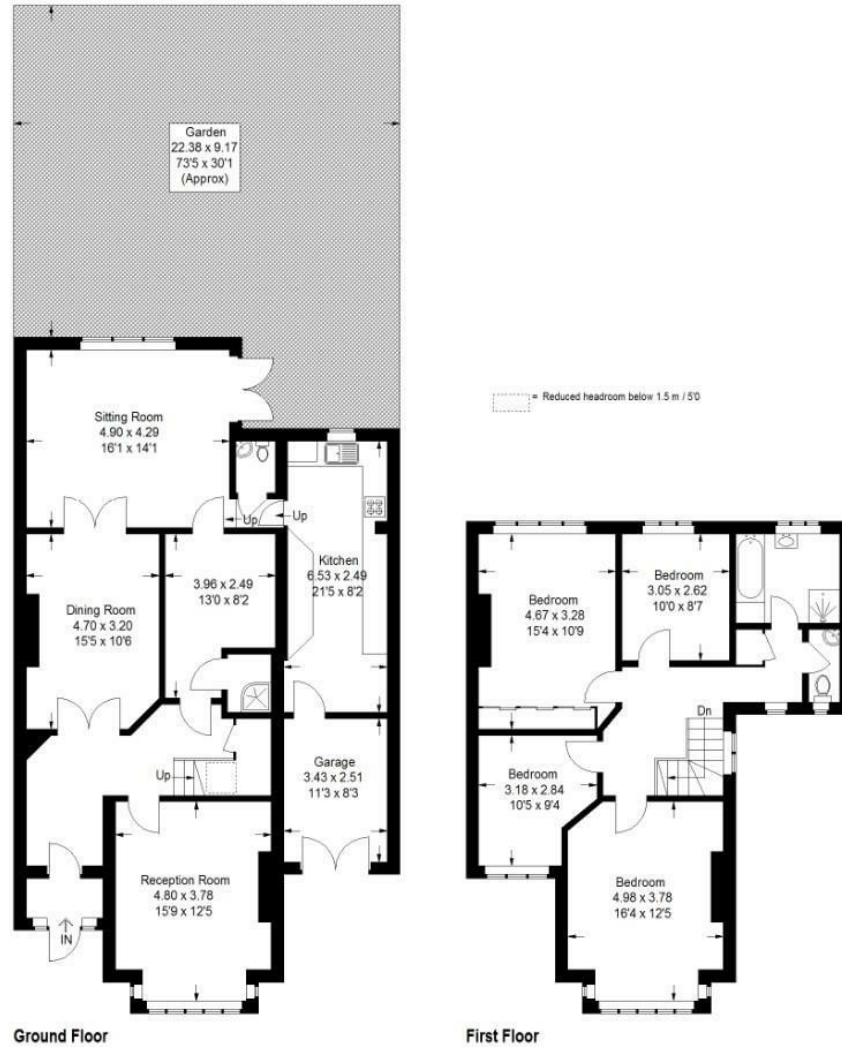 Garden
22.38 x 9.17
73'5 x 30'1
(Approx)
Sitting Room
4.90 x 4.29
16'1 x 14'1
Up
Up
Kitchen
6.53 x 2.49
21'5 x 8'2
3.96 x 2.49
13'0 x 8'2
Dining Room
4.70 x 3.20
15'5 x 10'6
Up
Garage
3.43 x 2.51
11'3 x 8'3
Reception Room
4.80 x 3.78
15'9 x 12'5
IN
Ground Floor
= Reduced headroom below 1.5 m / 5'0
Bedroom
4.67 x 3.28
15'4 x 10'9
Bedroom
3.05 x 2.62
10'0 x 8'7
Dn
Bedroom
3.18 x 2.84
10'5 x 9'4
Bedroom
4.98 x 3.78
16'4 x 12'5
First Floor